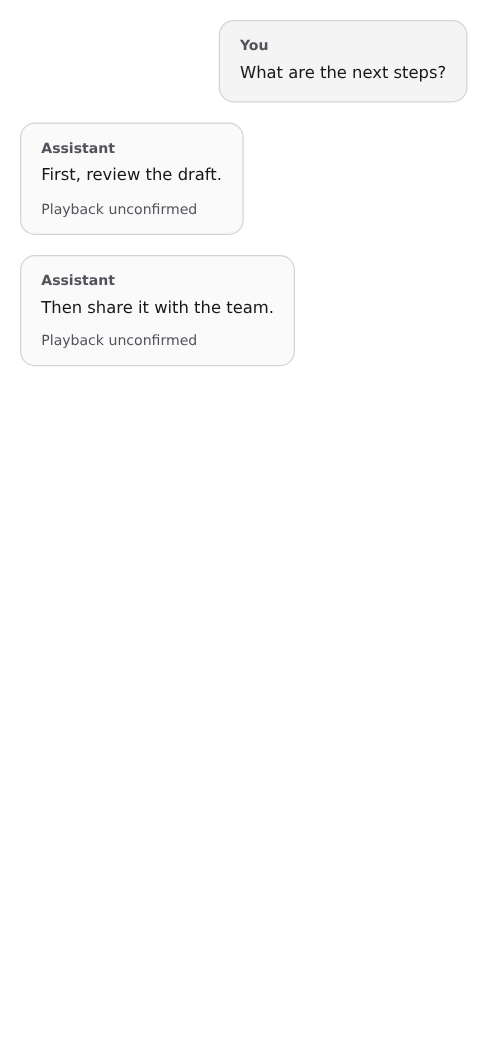 You
What are the next steps?
Assistant
First, review the draft.
Playback unconfirmed
Assistant
Then share it with the team.
Playback unconfirmed